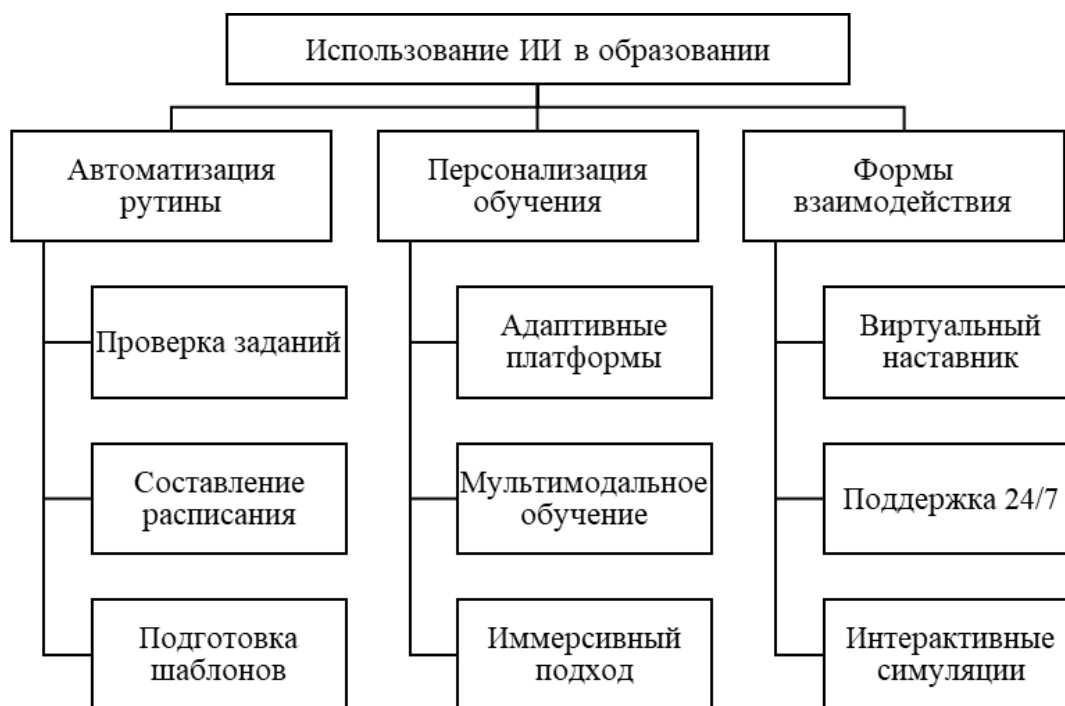 Использование ИИ в образовании
Автоматизация
рутины
Проверка заданий
Составление
расписания
Подготовка
шаблонов
Персонализация
обучения
Адаптивные
платформы
Мультимодальное
обучение
Иммерсивный
подход
Формы
взаимодействия
Виртуальный
наставник
Поддержка 24/7
Интерактивные
симуляции